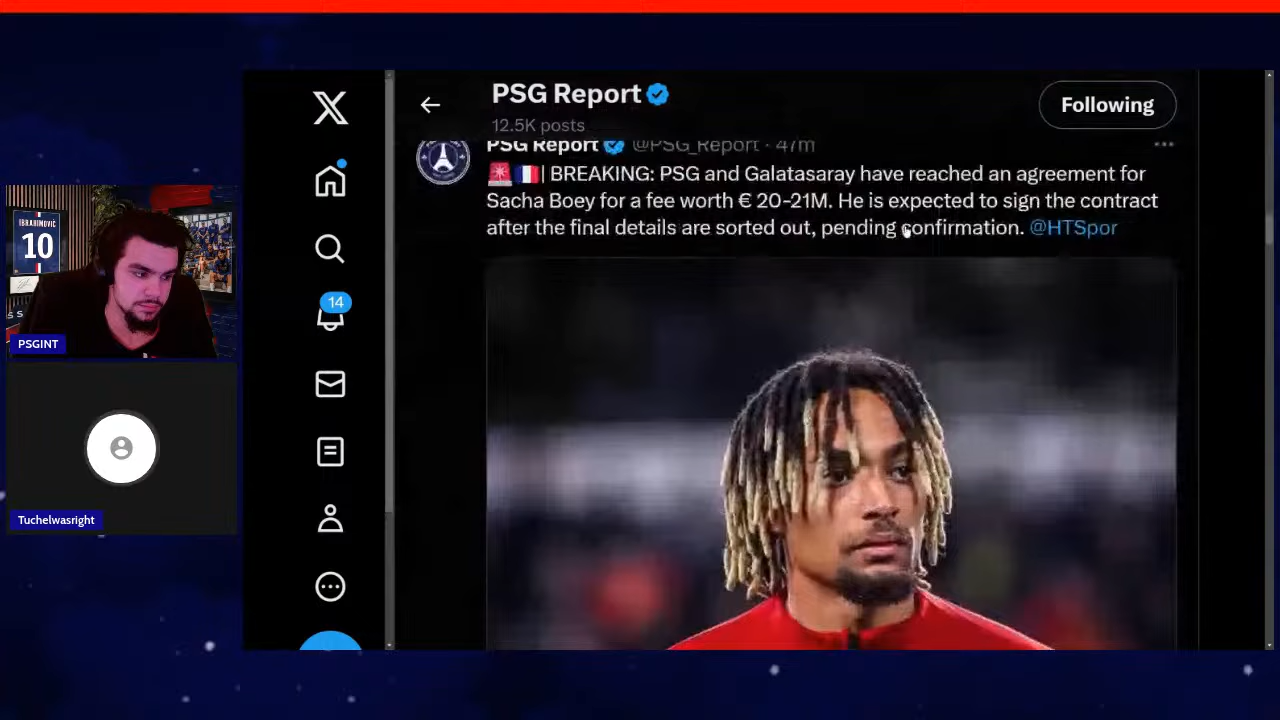 PSG Report
12.5K posts
Following
PSG Report @PSG_Report · 47m
| BREAKING: PSG and Galatasaray have reached an agreement for
Sacha Boey for a fee worth € 20-21M. He is expected to sign the contract
after the final details are sorted out, pending confirmation. @HTSpor
14
IBRAHIMOVIC
10
PSGINT
Tuchelwasright